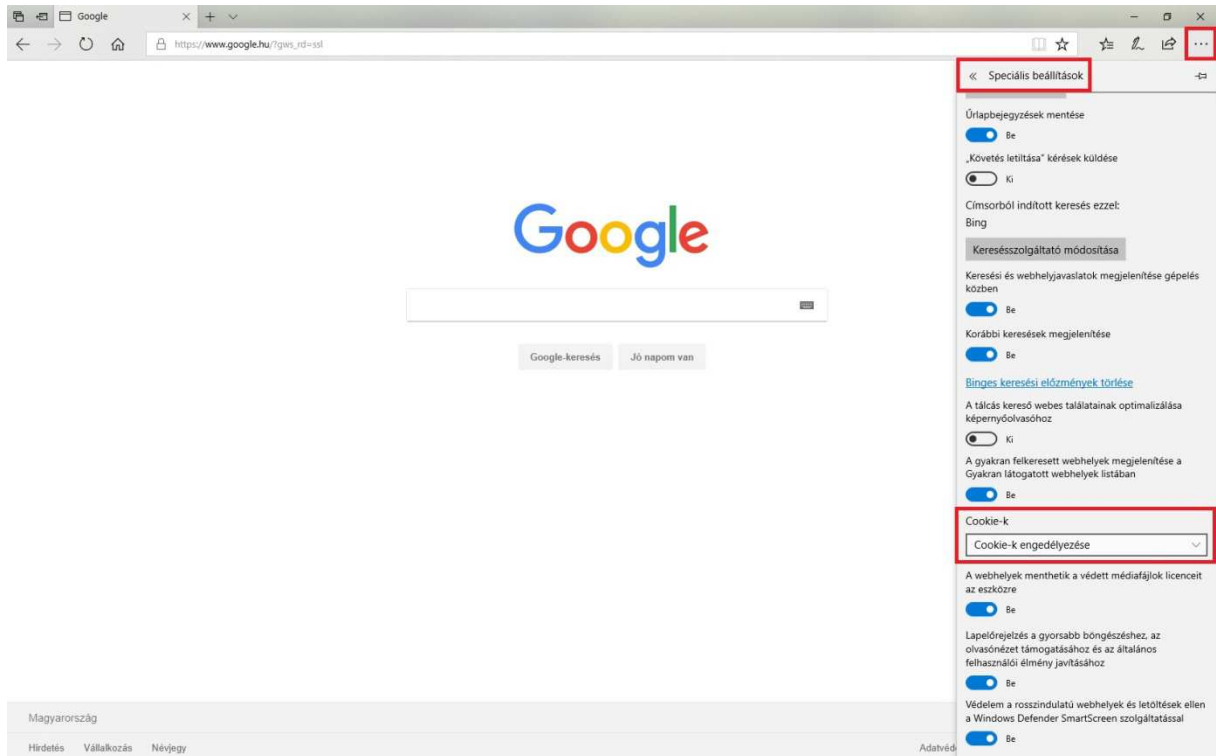 Google
https://www.google.hu/?gws_rd=ssl
Speciális beállítások
Űrlapbejegyzések mentése
Be
„Követés letiltása” kérések küldése
Ki
Címsorból indított keresés ezzel:
Bing
Keresésszolgáltató módosítása
Keresési és webhelyjavaslatok megjelenítése gépelés
közben
Be
Korábbi keresések megjelenítése
Be
Binges keresési előzmények törlése
A tálcás kereső webes találatainak optimalizálása
képernyőolvasóhoz
Ki
A gyakran felkeresett webhelyek megjelenítése a
Gyakran látogatott webhelyek listában
Be
Cookie-k
Cookie-k engedélyezése
A webhelyek menthetik a védett médiafájlok licenceit
az eszközre
Be
Lapelőrejelzés a gyorsabb böngészéshez, az
olvasónézet támogatásához és az általános
felhasználói élmény javításához
Be
Védelem a rosszindulatú webhelyek és letöltések ellen
a Windows Defender SmartScreen szolgáltatással
Be
Google
Google-keresés Jó napom van
Magyarország
Hirdetés Vállalkozás Névjegy Adatvéde